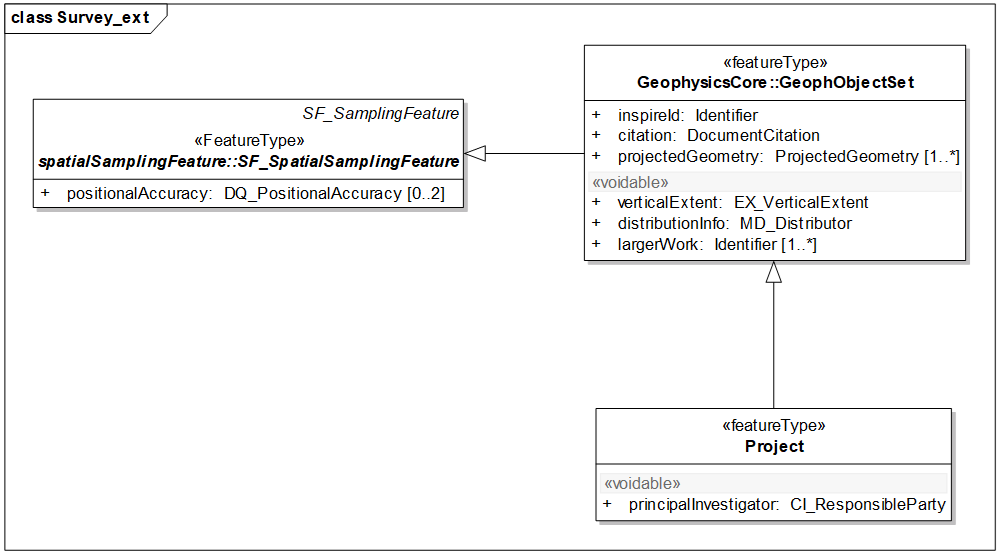 class Survey_ext
SF_SamplingFeature
«FeatureType»
spatialSamplingFeature::SF_SpatialSamplingFeature
+ positionalAccuracy: DQ_PositionalAccuracy [0..2]
«featureType»
GeophysicsCore::GeophObjectSet
+ inspireId: Identifier
+ citation: DocumentCitation
+ projectedGeometry: ProjectedGeometry [1..*]
«voidable»
+ verticalExtent: EX_VerticalExtent
+ distributionInfo: MD_Distributor
+ largerWork: Identifier [1..*]
«featureType»
Project
«voidable»
+ principalInvestigator: CI_ResponsibleParty